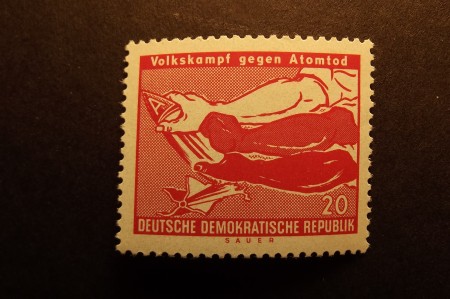 Volkskampf gegen Atomtod
A
20
DEUTSCHE DEMOKRATISCHE REPUBLIK
SAUER